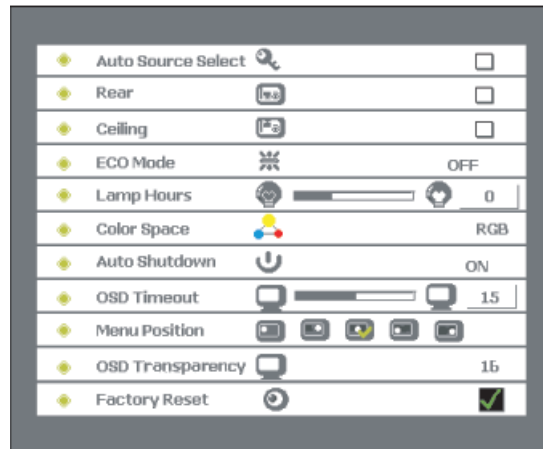 Auto Source Select
Rear
Ceiling
ECO Mode OFF
Lamp Hours 0
Color Space RGB
Auto Shutdown ON
OSD Timeout 15
Menu Position
OSD Transparency 15
Factory Reset